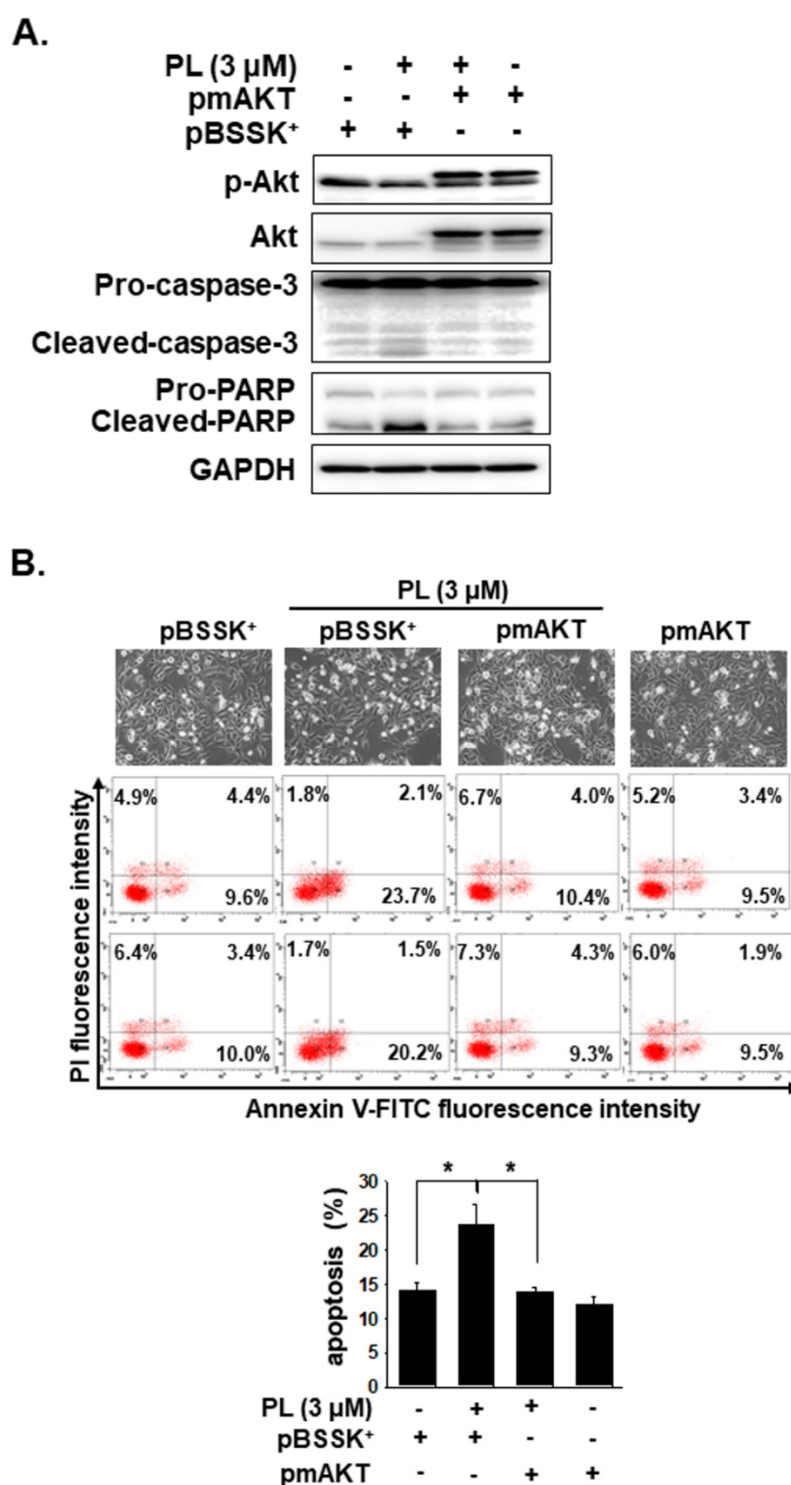 A.
PL (3 µM) - + + -
pmAKT - - + +
pBSSK⁺ + + - -
p-Akt
Akt
Pro-caspase-3
Cleaved-caspase-3
Pro-PARP
Cleaved-PARP
GAPDH
B.
PL (3 µM)
pBSSK⁺ pBSSK⁺ pmAKT pmAKT
PI fluorescence intensity
4.9% 4.4% 1.8% 2.1% 6.7% 4.0% 5.2% 3.4%
9.6% 23.7% 10.4% 9.5%
6.4% 3.4% 1.7% 1.5% 7.3% 4.3% 6.0% 1.9%
10.0% 20.2% 9.3% 9.5%
Annexin V-FITC fluorescence intensity
* *
apoptosis (%)
30
25
20
15
10
5
0
PL (3 µM) - + + -
pBSSK⁺ + + - -
pmAKT - - + +